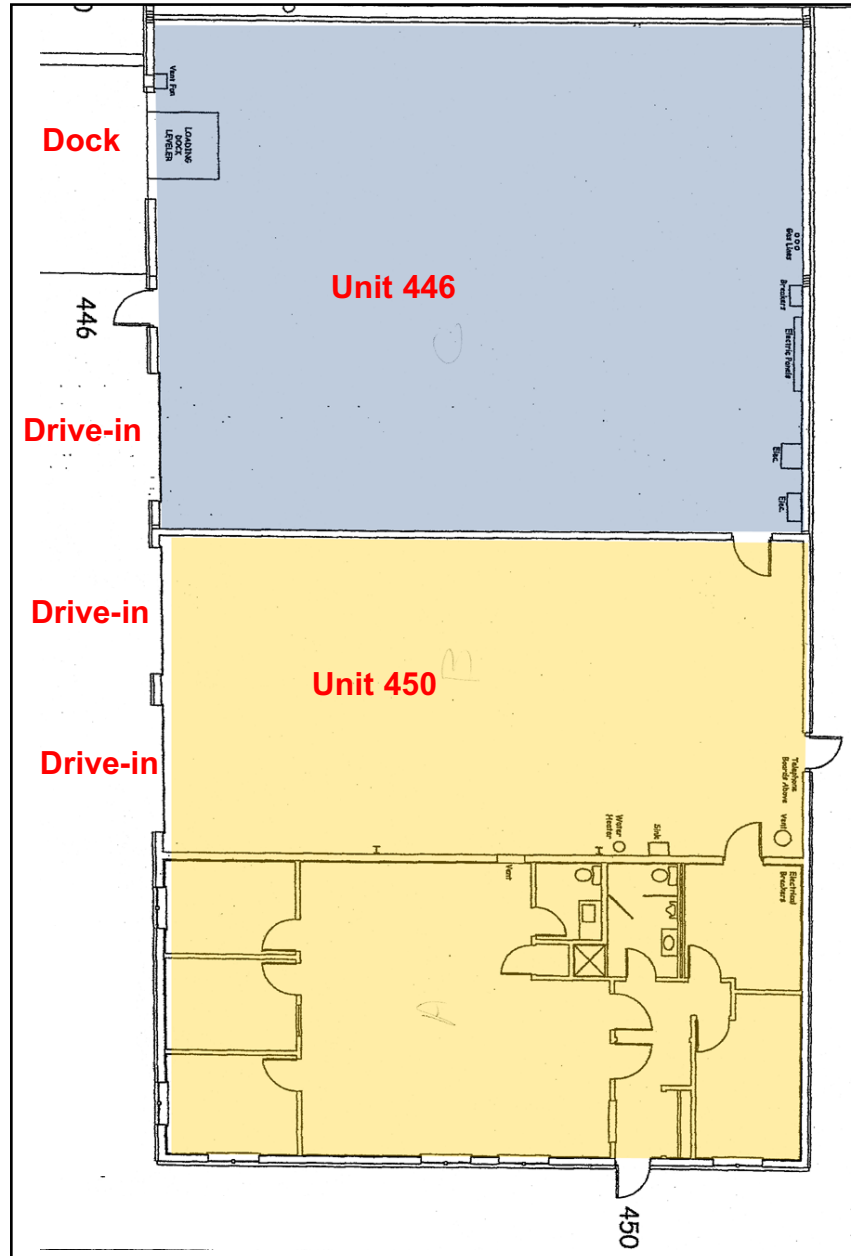 Vent Fan
Dock
LOADING
DOCK
LEVELER
Gas Lines
Unit 446
Breakers
446
Electric Panels
C
Drive-in
Elec.
Elec.
Drive-in
B
Unit 450
Drive-in
Telephone
Boards Above
Vent
Water
Heater
Sink
Vent
Electrical
Breakers
A
450